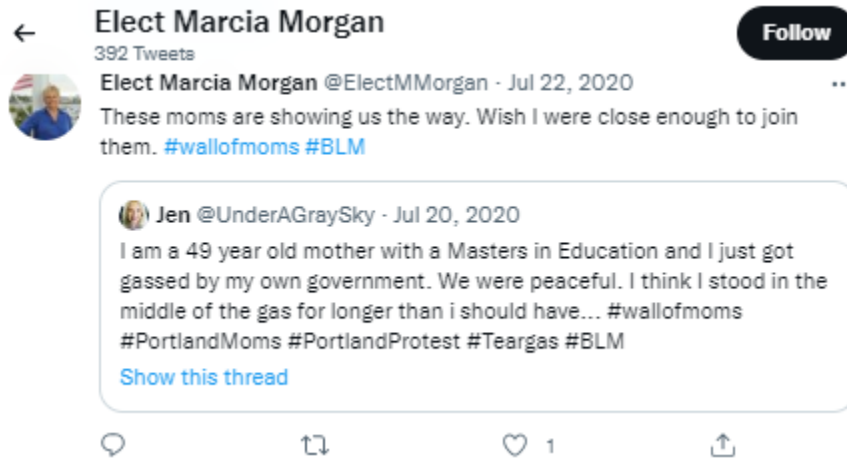 Elect Marcia Morgan
392 Tweets
Follow
Elect Marcia Morgan @ElectMMorgan · Jul 22, 2020
These moms are showing us the way. Wish I were close enough to join
them. #wallofmoms #BLM
Jen @UnderAGraySky · Jul 20, 2020
I am a 49 year old mother with a Masters in Education and I just got
gassed by my own government. We were peaceful. I think I stood in the
middle of the gas for longer than i should have... #wallofmoms
#PortlandMoms #PortlandProtest #Teargas #BLM
Show this thread
1